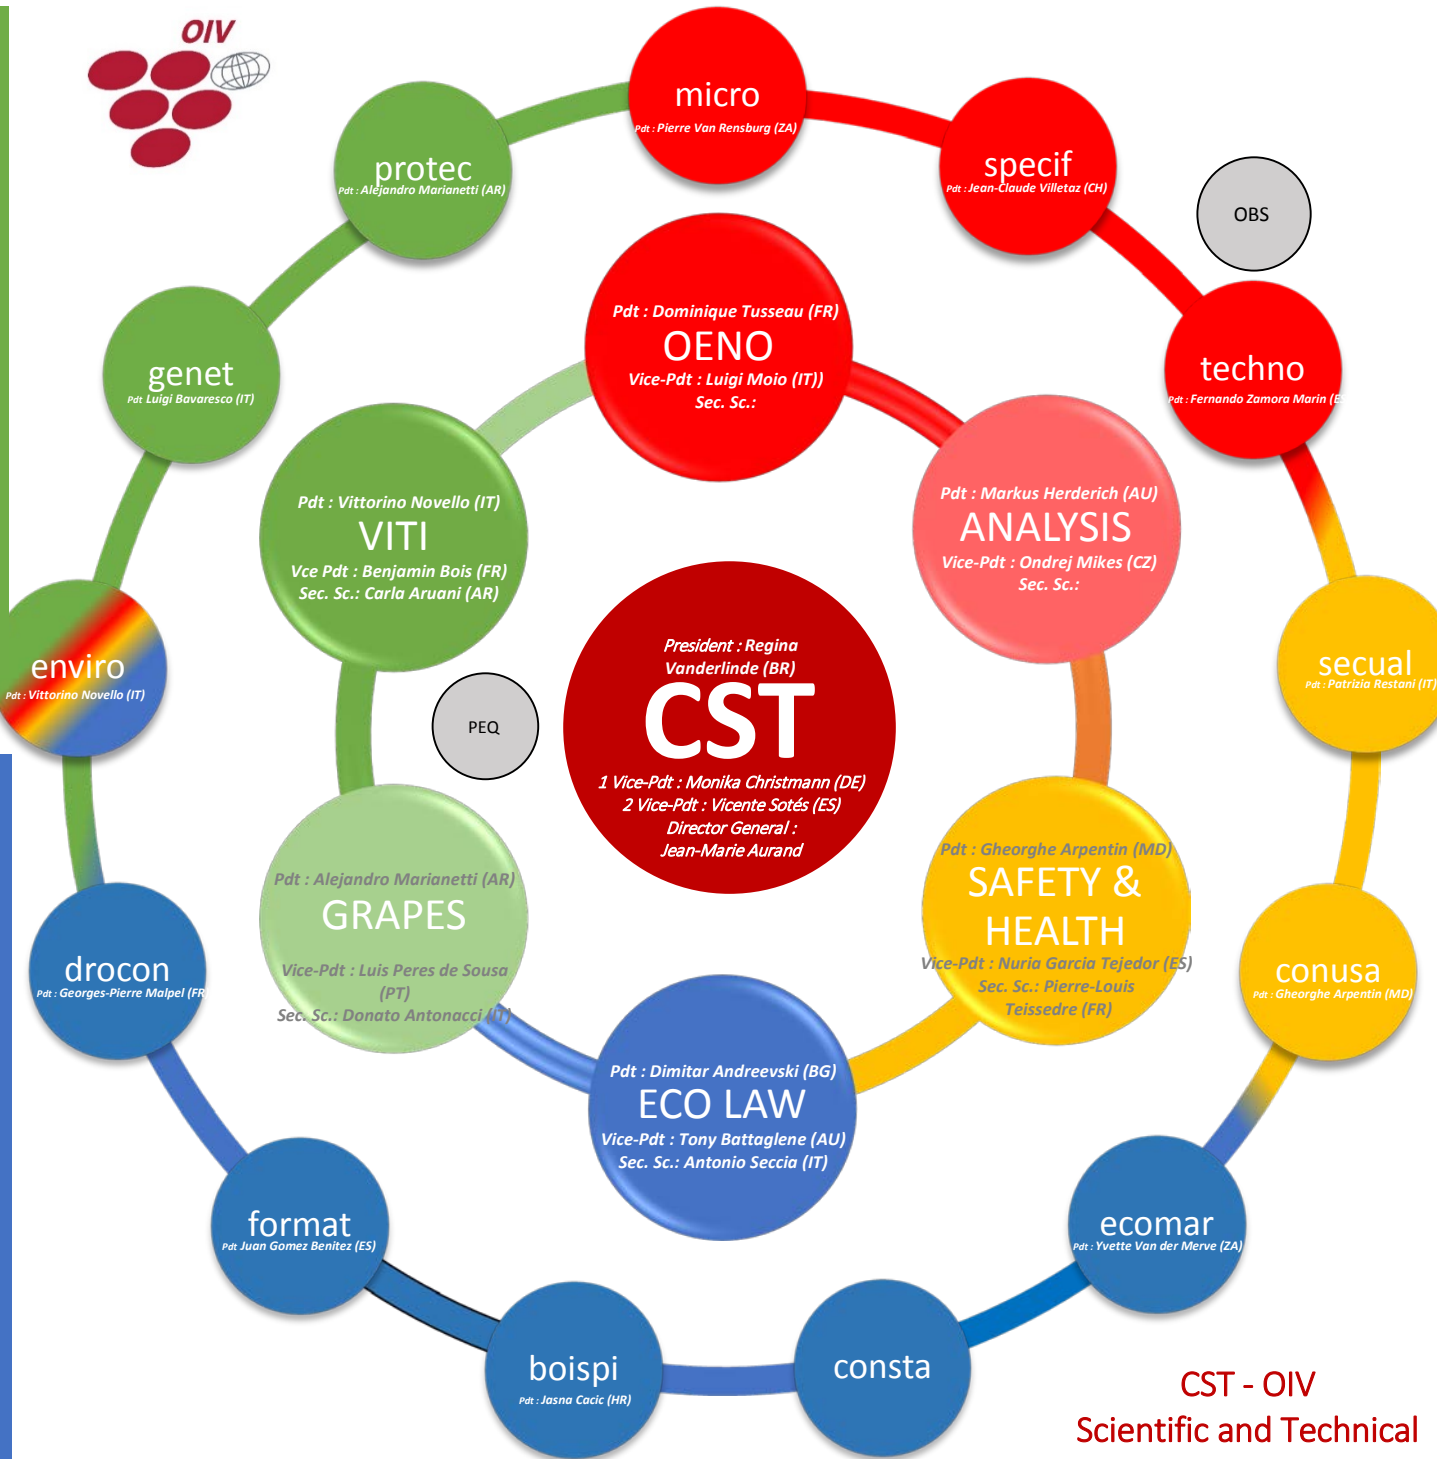 OIV
micro
Pdt : Pierre Van Rensburg (ZA)
specif
Pdt : Jean-Claude Villetaz (CH)
protec
Pdt : Alejandro Marianetti (AR)
OBS
Pdt : Dominique Tusseau (FR)
OENO
Vice-Pdt : Luigi Moio (IT))
Sec. Sc.:
techno
Pdt : Fernando Zamora Marin (ES
genet
Pdt Luigi Bavaresco (IT)
Pdt : Vittorino Novello (IT)
VITI
Vce Pdt : Benjamin Bois (FR)
Sec. Sc.: Carla Aruani (AR)
Pdt : Markus Herderich (AU)
ANALYSIS
Vice-Pdt : Ondrej Mikes (CZ)
Sec. Sc.:
enviro
Pdt : Vittorino Novello (IT)
PEQ
President : Regina
Vanderlinde (BR)
CST
1 Vice-Pdt : Monika Christmann (DE)
2 Vice-Pdt : Vicente Sotés (ES)
Director General :
Jean-Marie Aurand
secual
Pdt : Patrizia Restani (IT)
Pdt : Alejandro Marianetti (AR)
GRAPES
Vice-Pdt : Luis Peres de Sousa
(PT)
Sec. Sc.: Donato Antonacci (IT)
Pdt : Gheorghe Arpentin (MD)
SAFETY &
HEALTH
Vice-Pdt : Nuria Garcia Tejedor (ES)
Sec. Sc.: Pierre-Louis
Teissedre (FR)
drocon
Pdt : Georges-Pierre Malpel (FR
conusa
Pdt : Gheorghe Arpentin (MD)
Pdt : Dimitar Andreevski (BG)
ECO LAW
Vice-Pdt : Tony Battaglene (AU)
Sec. Sc.: Antonio Seccia (IT)
format
Pdt Juan Gomez Benitez (ES)
ecomar
Pdt : Yvette Van der Merve (ZA)
boispi
Pdt : Jasna Cacic (HR)
consta
CST - OIV
Scientific and Technical